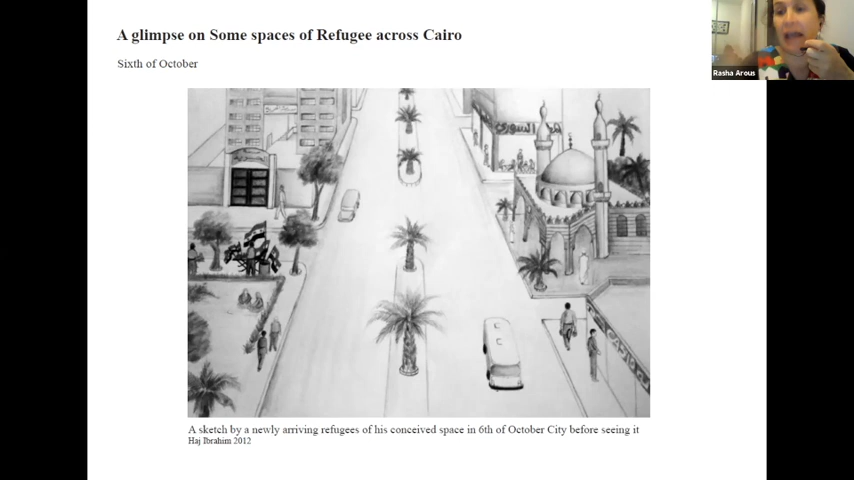 A glimpse on Some spaces of Refugee across Cairo
Rasha Arous
Sixth of October
السوري
A sketch by a newly arriving refugees of his conceived space in 6th of October City before seeing it
Haj Ibrahim 2012